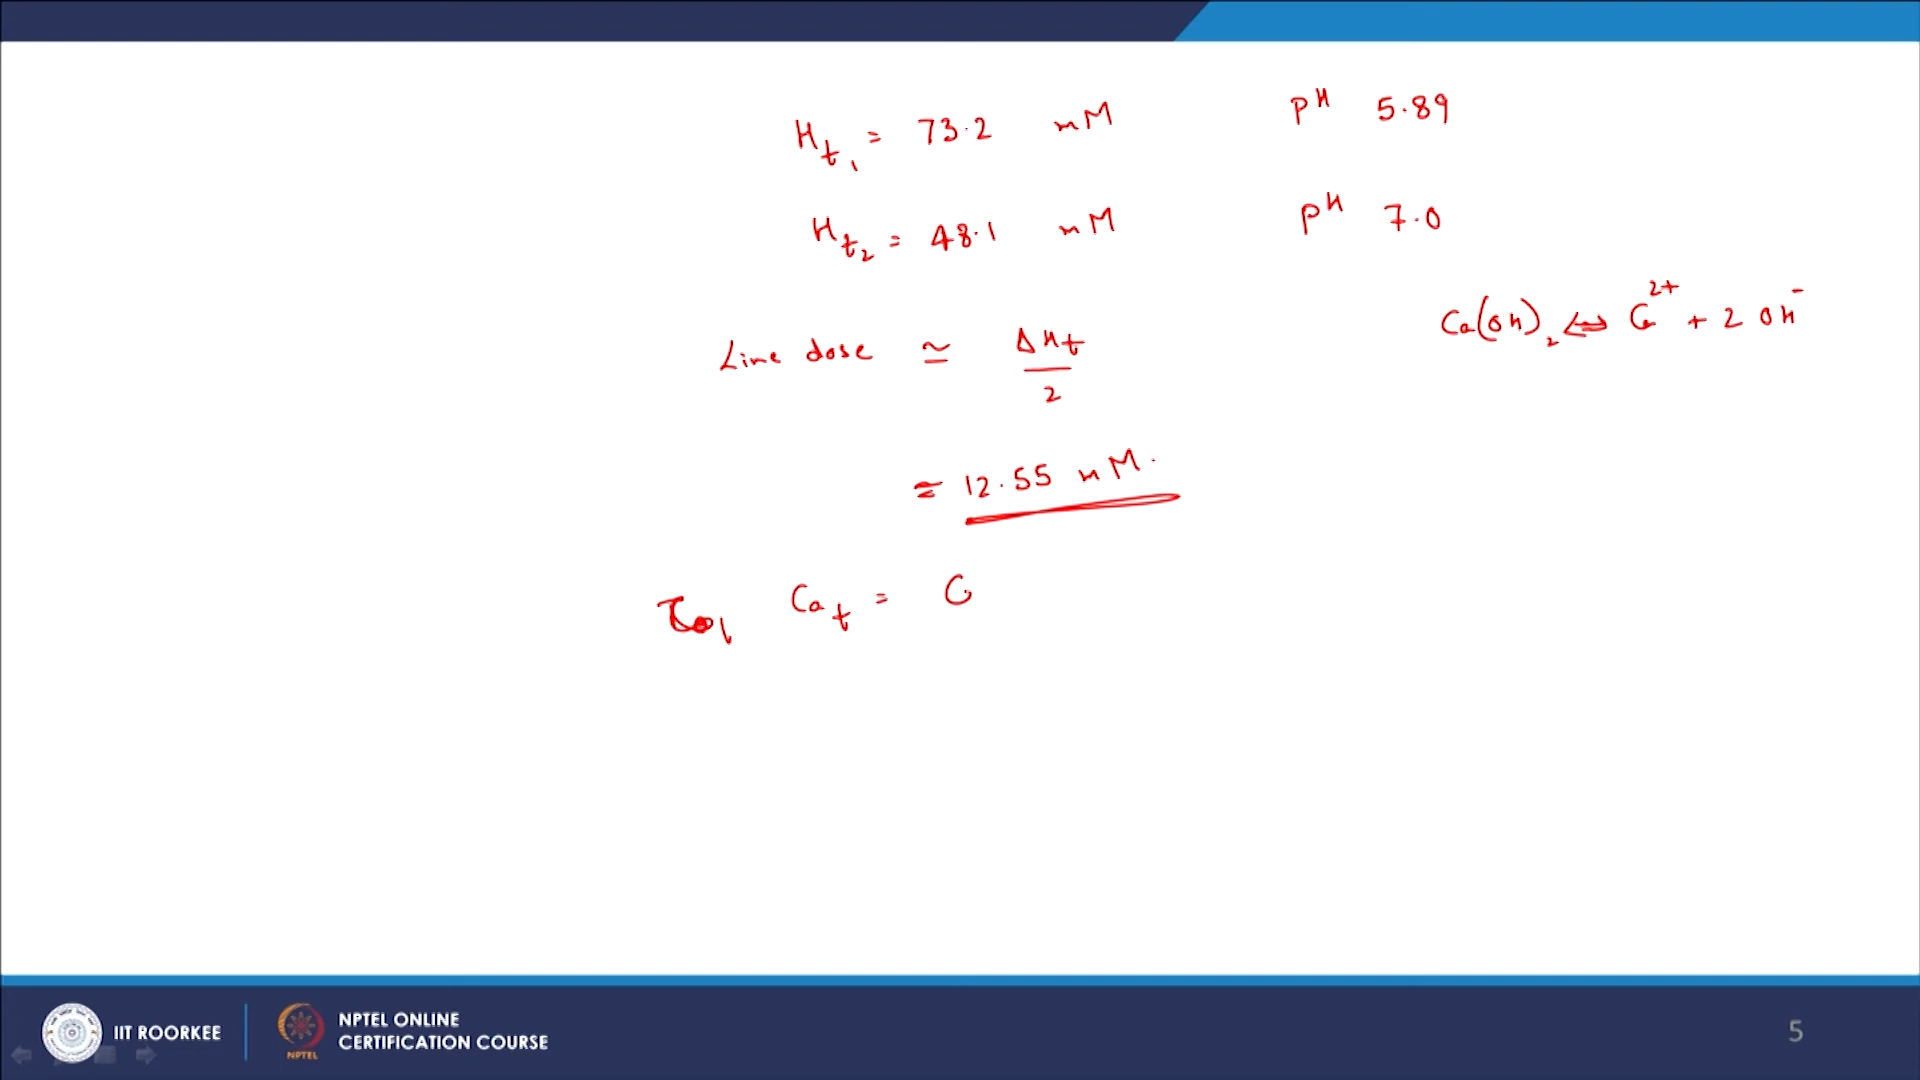 Ht1 = 73.2 mM pH 5.89
Ht2 = 48.1 mM pH 7.0
Ca(OH)2 ⇔ Ca2+ + 2 OH-
Lime dose ≃ ΔHt / 2
≈ 12.55 mM.
Cat = C
IIT ROORKEE
NPTEL
NPTEL ONLINE
CERTIFICATION COURSE
5